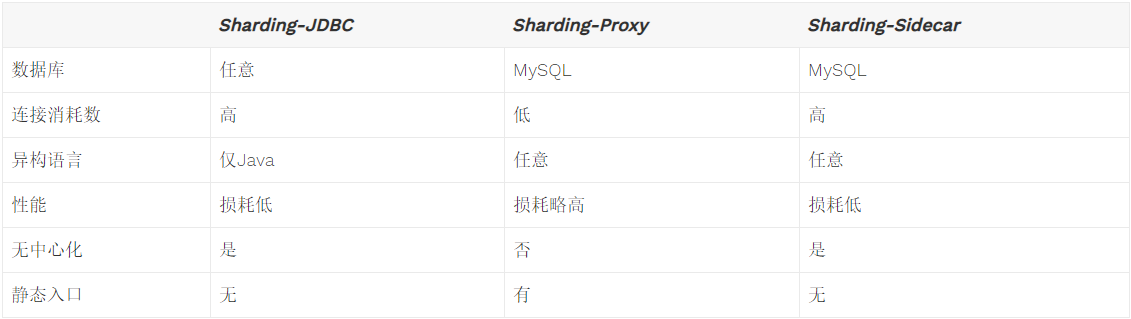 Sharding-JDBC Sharding-Proxy Sharding-Sidecar
数据库 任意 MySQL MySQL
连接消耗数 高 低 高
异构语言 仅Java 任意 任意
性能 损耗低 损耗略高 损耗低
无中心化 是 否 是
静态入口 无 有 无